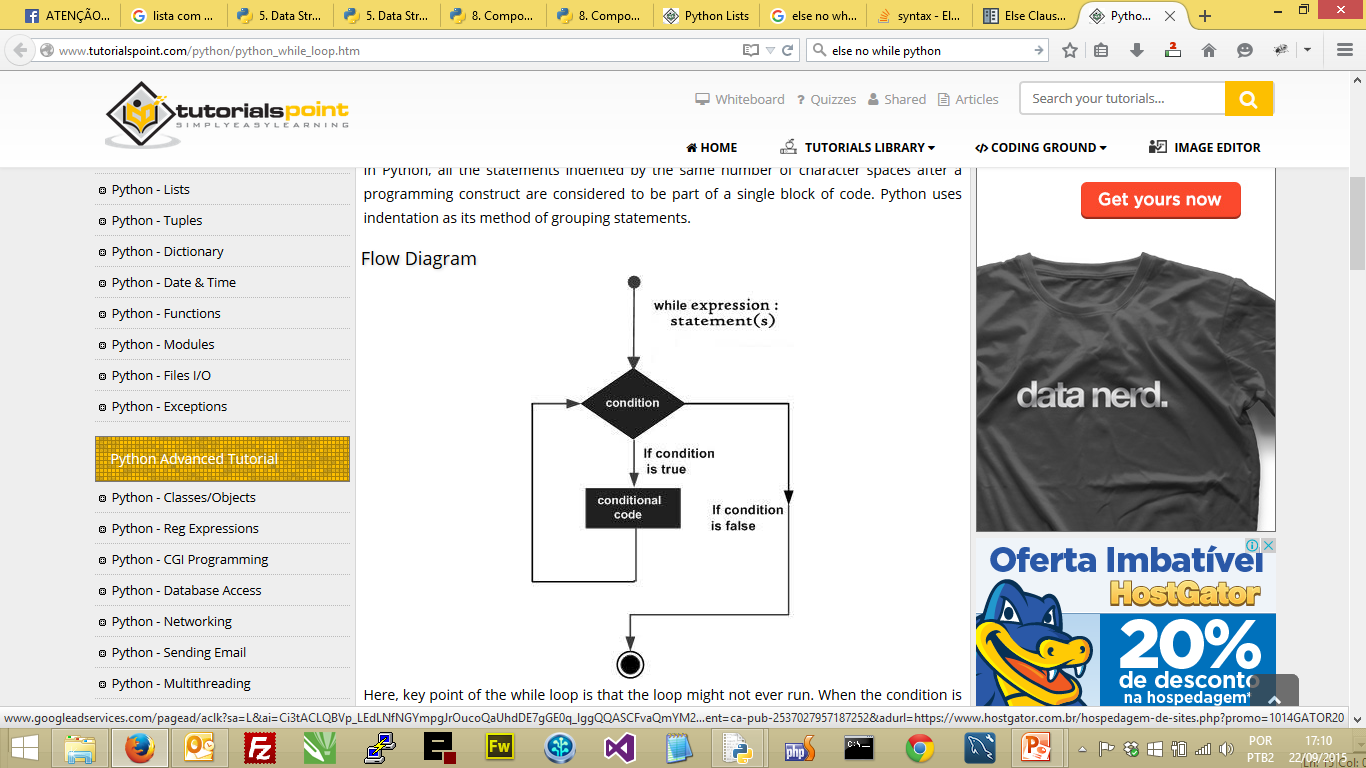 ATENÇÃO...
lista com ...
5. Data Str...
5. Data Str...
8. Compo...
8. Compo...
Python Lists
else no wh...
syntax - El...
Else Claus...
Pytho...
www.tutorialspoint.com/python/python_while_loop.htm
else no while python
2
tutorialspoint
SIMPLYEASYLEARNING
Whiteboard
? Quizzes
Shared
Articles
Search your tutorials...
HOME
TUTORIALS LIBRARY
</> CODING GROUND
IMAGE EDITOR
Python - Lists
Python - Tuples
Python - Dictionary
Python - Date & Time
Python - Functions
Python - Modules
Python - Files I/O
Python - Exceptions
Python Advanced Tutorial
Python - Classes/Objects
Python - Reg Expressions
Python - CGI Programming
Python - Database Access
Python - Networking
Python - Sending Email
Python - Multithreading
In Python, all the statements indented by the same number of character spaces after a
programming construct are considered to be part of a single block of code. Python uses
indentation as its method of grouping statements.
Flow Diagram
while expression :
statement(s)
condition
If condition
is true
conditional
code
If condition
is false
Here, key point of the while loop is that the loop might not ever run. When the condition is
Get yours now
data nerd.
Oferta Imbatível
HostGator
20%
de desconto
na hospedagem*
www.googleadservices.com/pagead/aclk?sa=L&ai=Ci3tACLQBVp_LEdLNfNGYmpgJrOucoQaUhdDE7gGE0q_IggQQASCFvaQmYM2...ent=ca-pub-2537027957187252&adurl=https://www.hostgator.com.br/hospedagem-de-sites.php?promo=1014GATOR20
Fz
Fw
php
C:\
POR
PTB2
17:10
22/09/2015